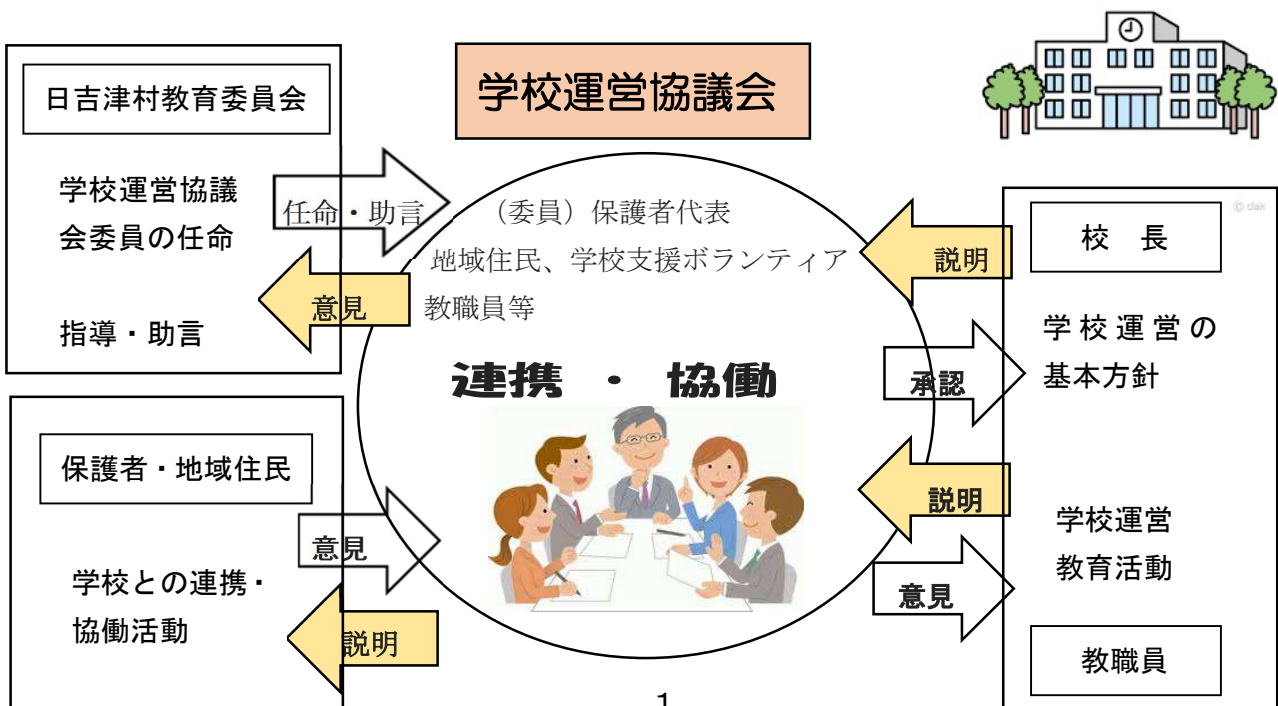 学校運営協議会
日吉津村教育委員会
学校運営協議
会委員の任命
指導・助言
任命・助言
意見
(委員)保護者代表
地域住民、学校支援ボランティア
教職員等
連携 ・ 協働
保護者・地域住民
学校との連携・
協働活動
意見
説明
© dak
校 長
学校運営の
基本方針
学校運営
教育活動
教職員
説明
承認
説明
意見
1